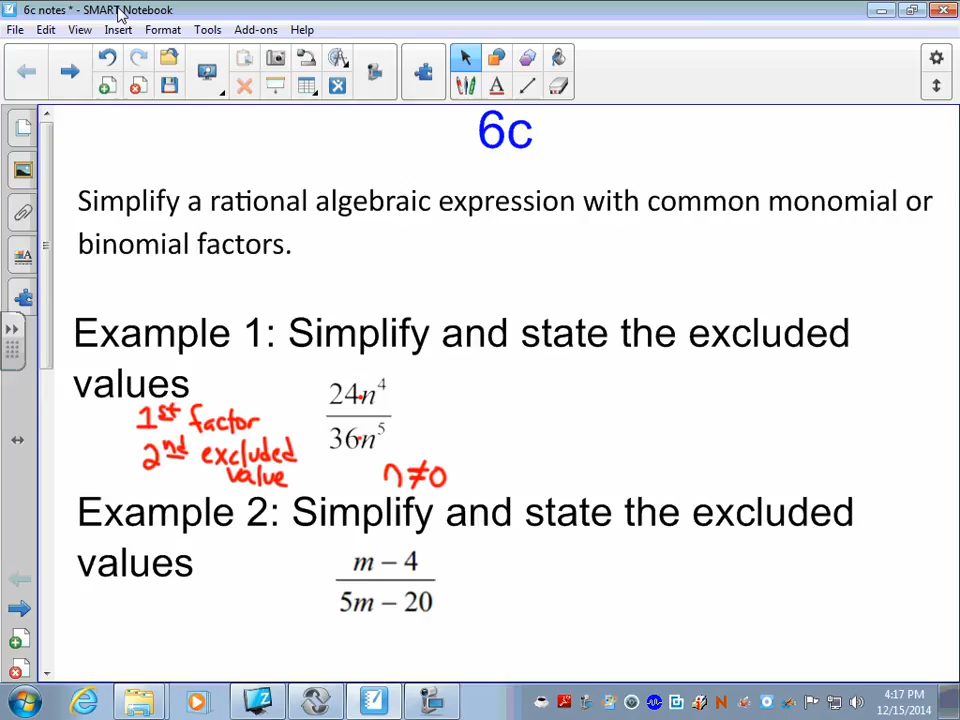 6c notes * - SMART Notebook
File Edit View Insert Format Tools Add-ons Help
6c
Simplify a rational algebraic expression with common monomial or
binomial factors.
Example 1: Simplify and state the excluded
values
24n⁴
36n⁵
1st factor
2nd excluded
value
n≠0
Example 2: Simplify and state the excluded
values
m – 4
5m – 20
4:17 PM
12/15/2014